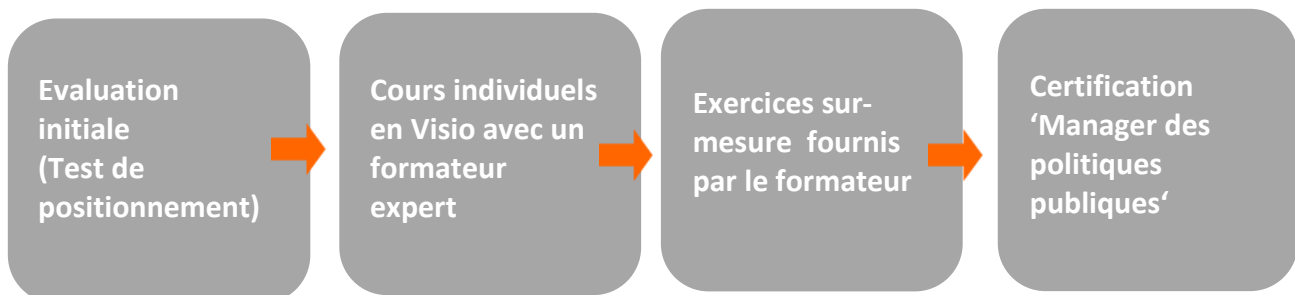 Evaluation
initiale
(Test de
positionnement)
Cours individuels
en Visio avec un
formateur
expert
Exercices sur-
mesure  fournis
par le formateur
Certification
‘Manager des
politiques
publiques‘